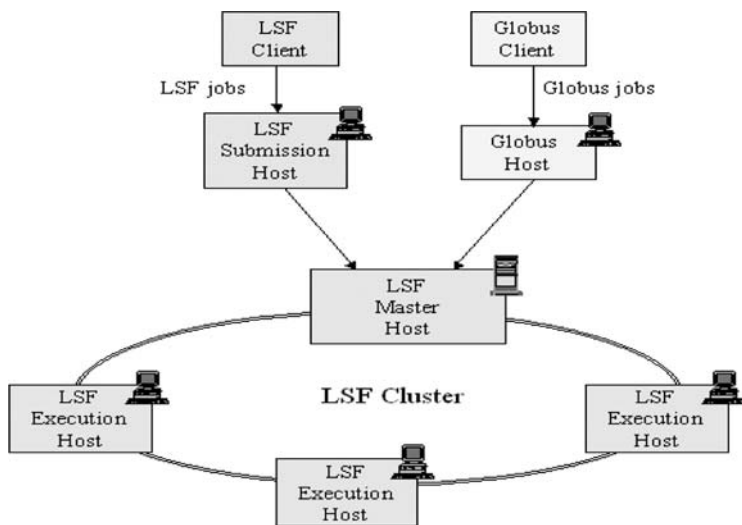 LSF
Client
Globus
Client
LSF jobs
Globus jobs
LSF
Submission
Host
Globus
Host
LSF
Master
Host
LSF
Execution
Host
LSF Cluster
LSF
Execution
Host
LSF
Execution
Host